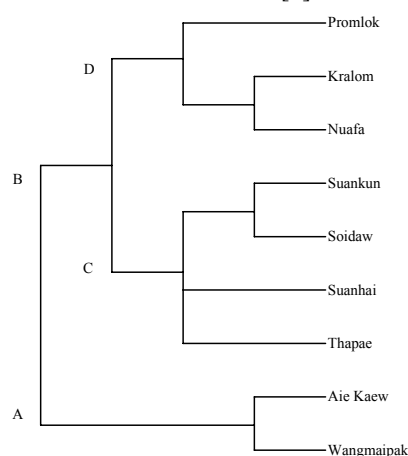 Promlok
D
Kralom
Nuafa
B
Suankun
Soidaw
C
Suanhai
Thapae
Aie Kaew
A
Wangmaipak